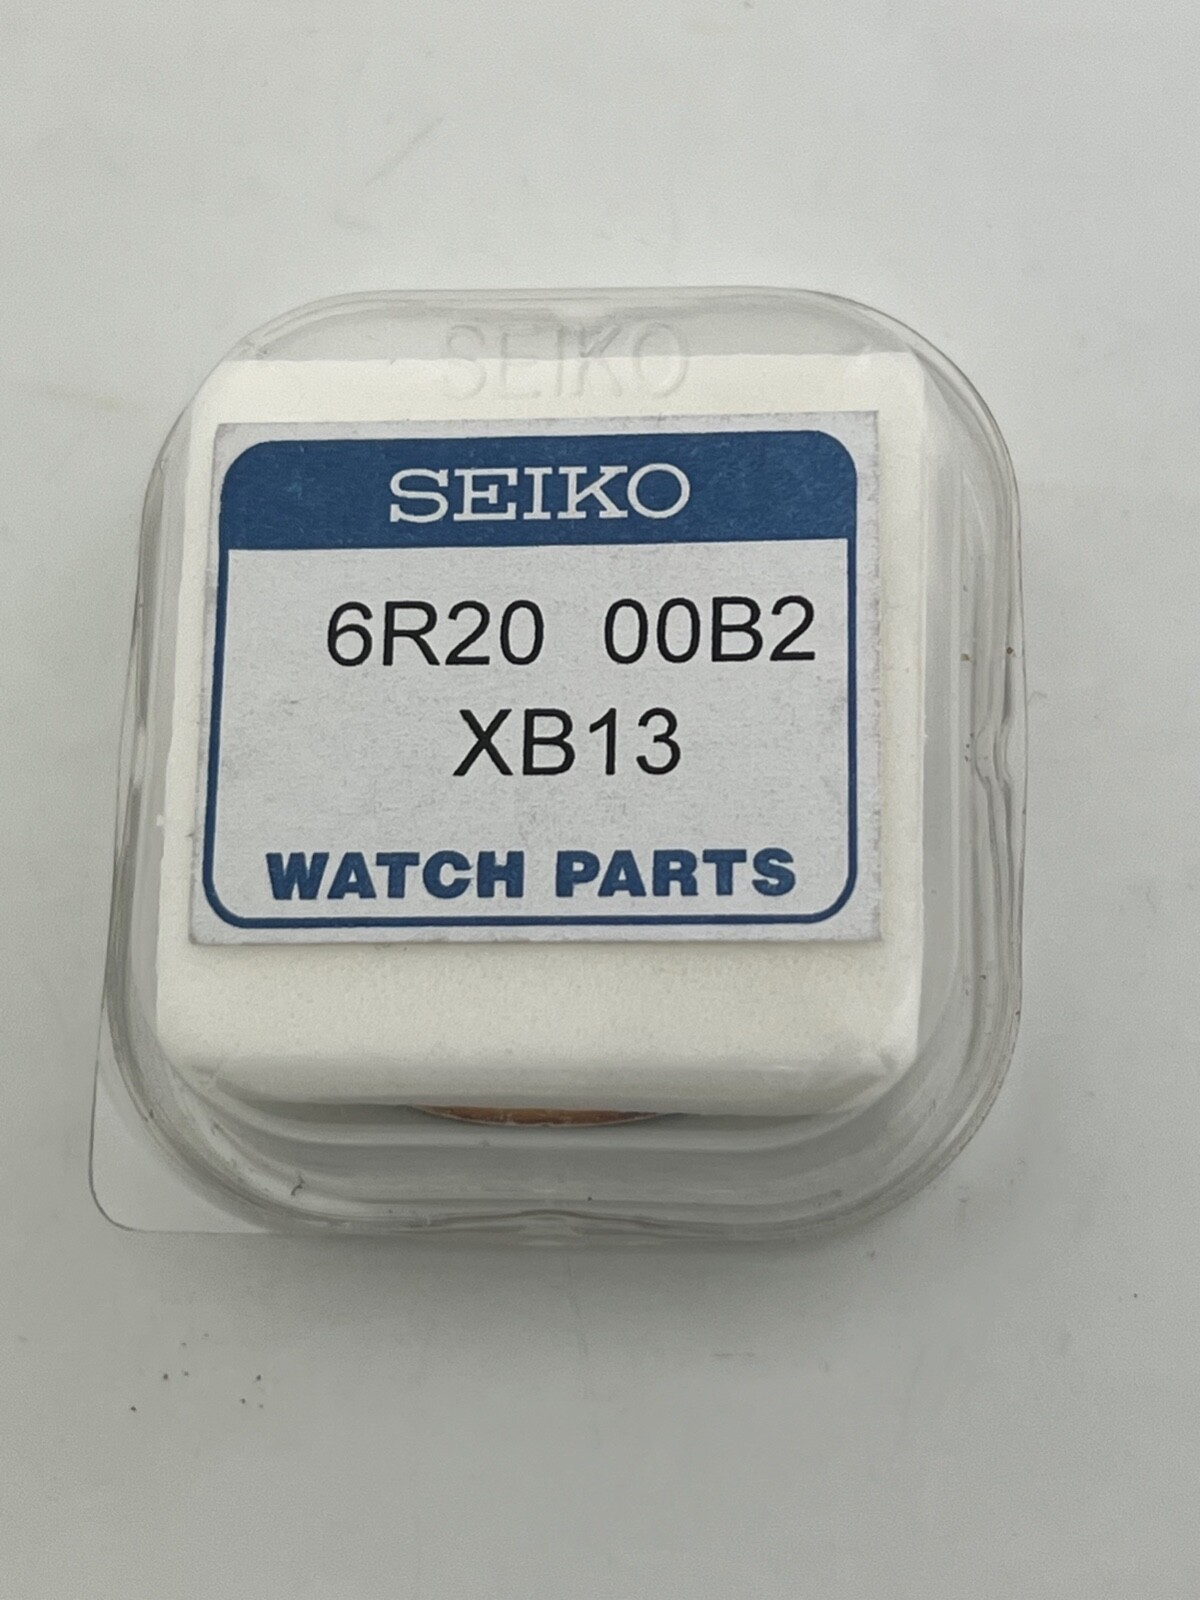 SEIKO
SEIKO
6R20 00B2
XB13
WATCH PARTS